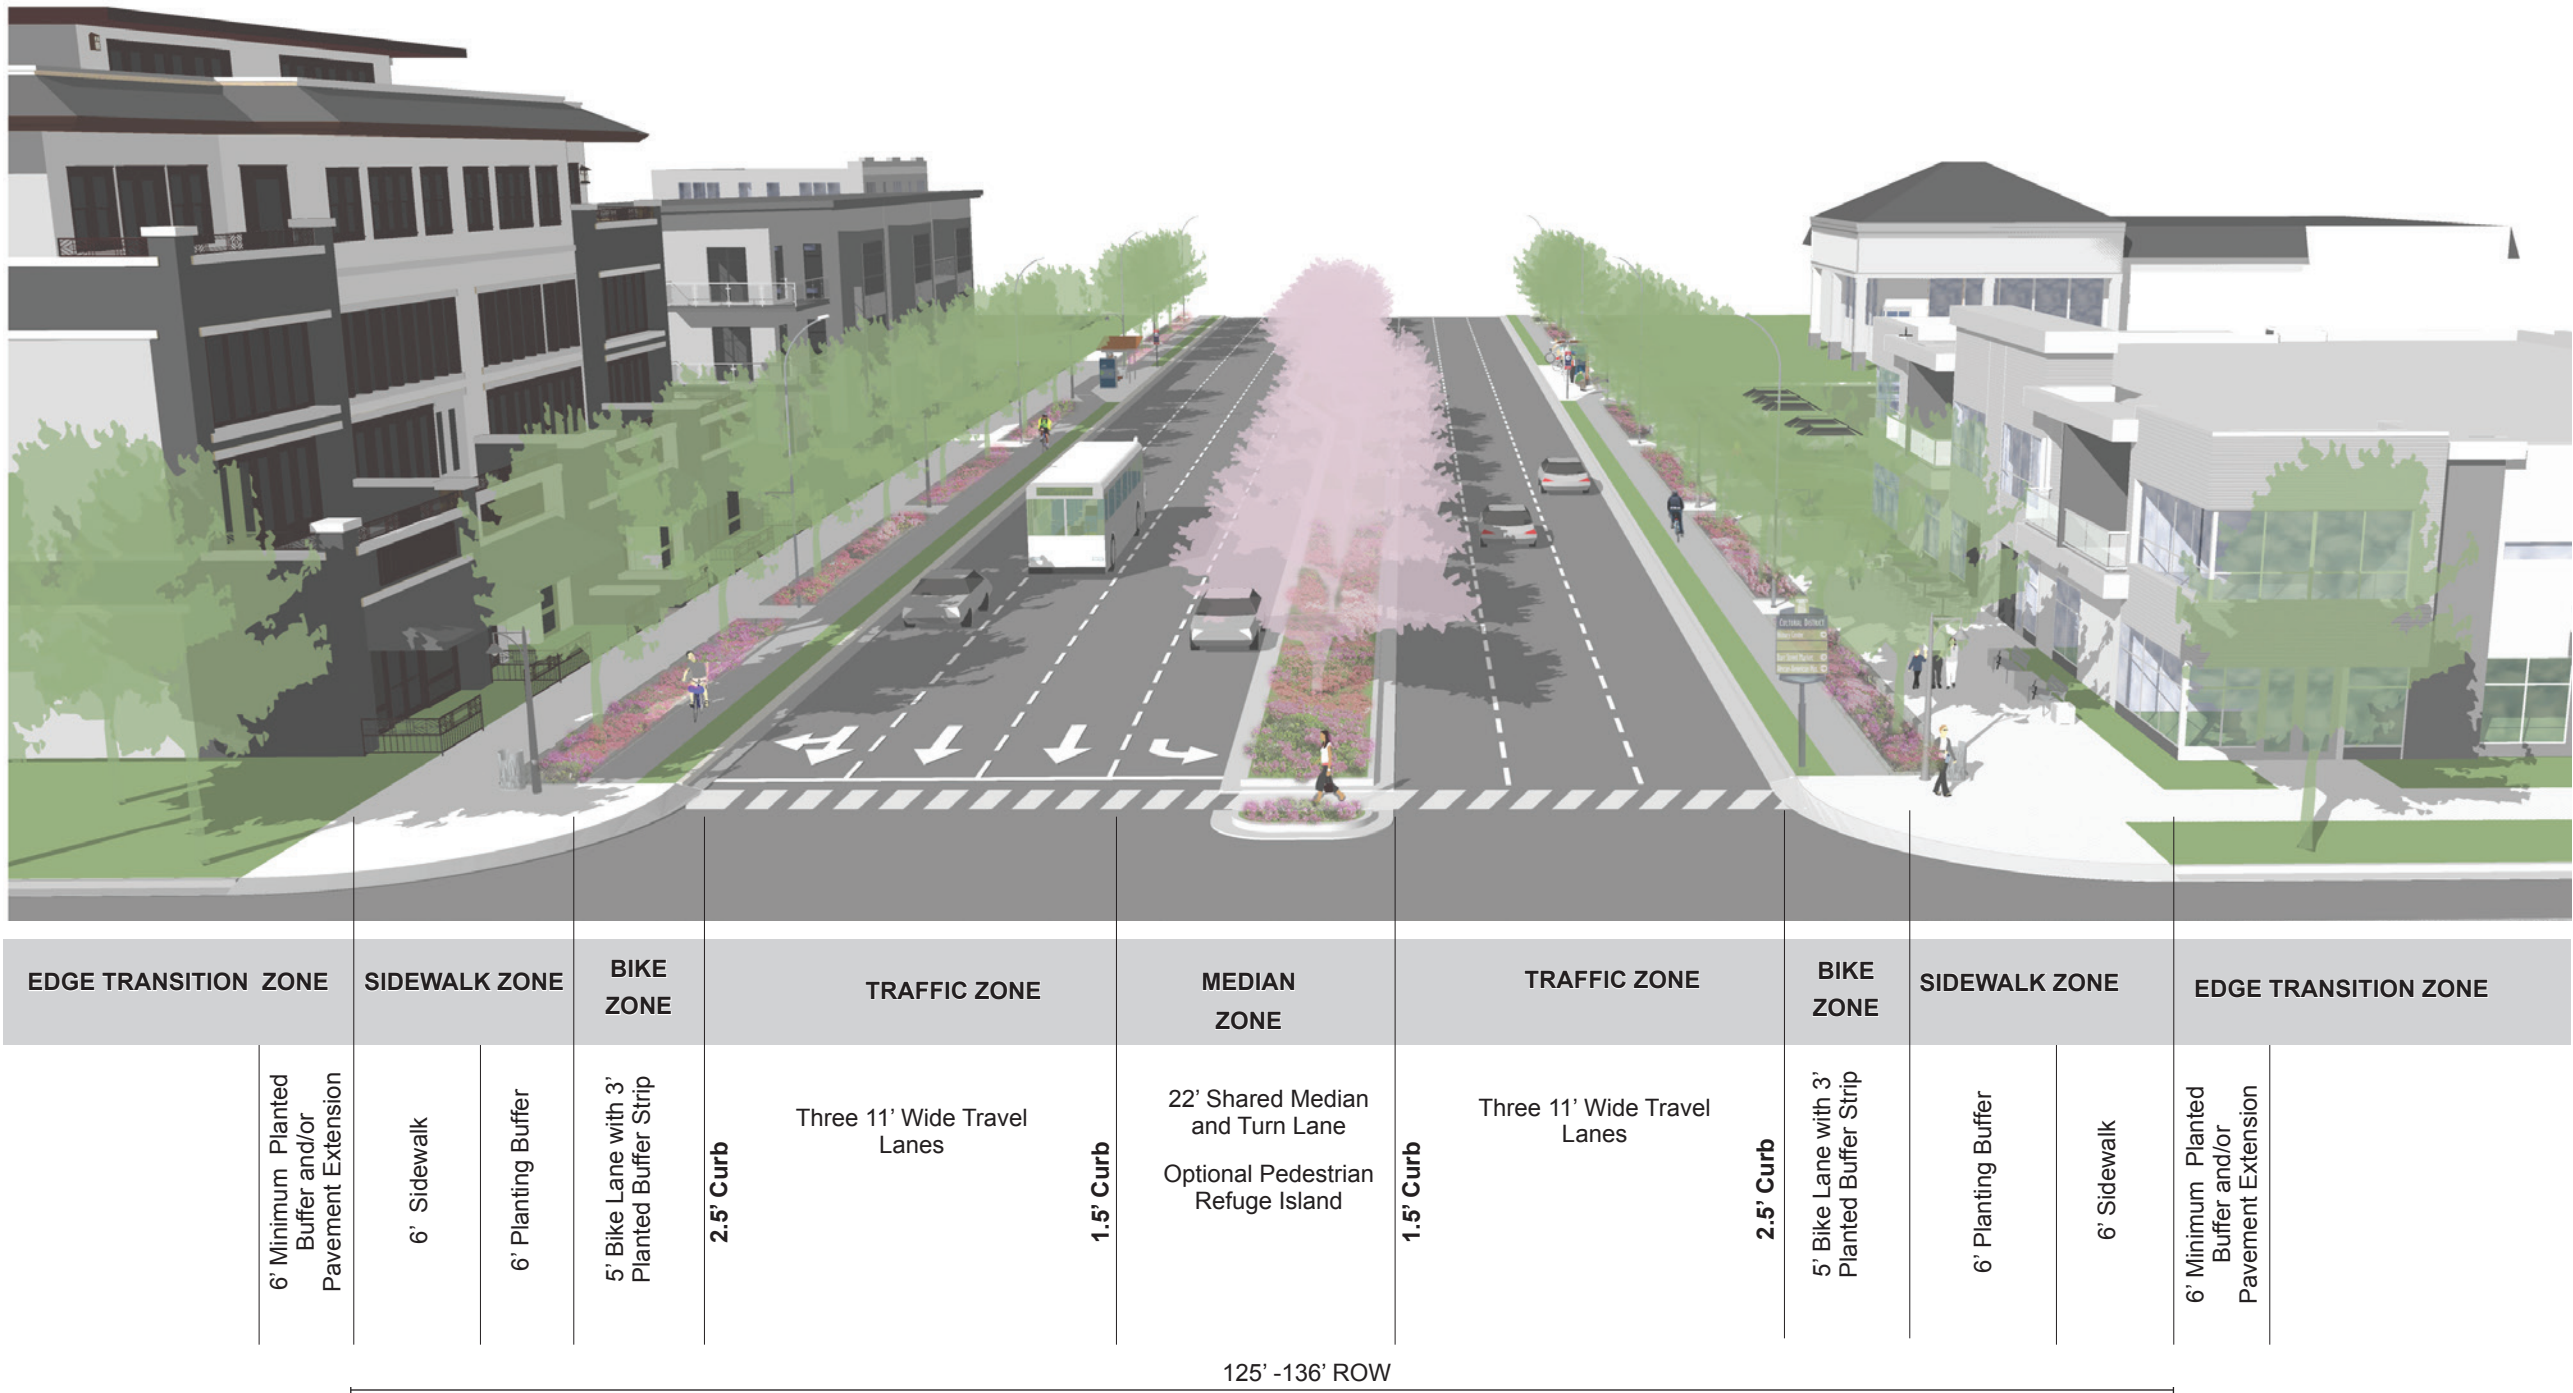 CULTURAL DISTRICT
EDGE TRANSITION ZONE
SIDEWALK ZONE
BIKE
ZONE
TRAFFIC ZONE
MEDIAN
ZONE
TRAFFIC ZONE
BIKE
ZONE
SIDEWALK ZONE
EDGE TRANSITION ZONE
6’ Minimum Planted
Buffer and/or
Pavement Extension
6’ Sidewalk
6’ Planting Buffer
5’ Bike Lane with 3’
Planted Buffer Strip
2.5’ Curb
Three 11’ Wide Travel
Lanes
1.5’ Curb
22’ Shared Median
and Turn Lane
Optional Pedestrian
Refuge Island
1.5’ Curb
Three 11’ Wide Travel
Lanes
2.5’ Curb
5’ Bike Lane with 3’
Planted Buffer Strip
6’ Planting Buffer
6’ Sidewalk
6’ Minimum Planted
Buffer and/or
Pavement Extension
125’ -136’ ROW